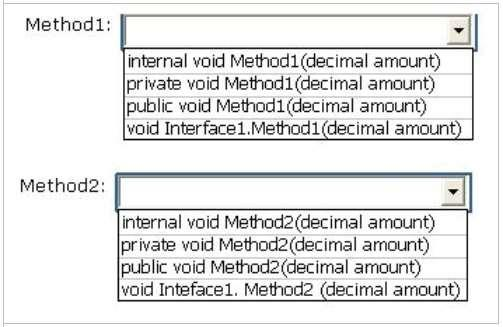 Method1:
internal void Method1(decimal amount)
private void Method1(decimal amount)
public void Method1(decimal amount)
void Interface1.Method1(decimal amount)
Method2:
internal void Method2(decimal amount)
private void Method2(decimal amount)
public void Method2(decimal amount)
void Inteface1. Method2 (decimal amount)